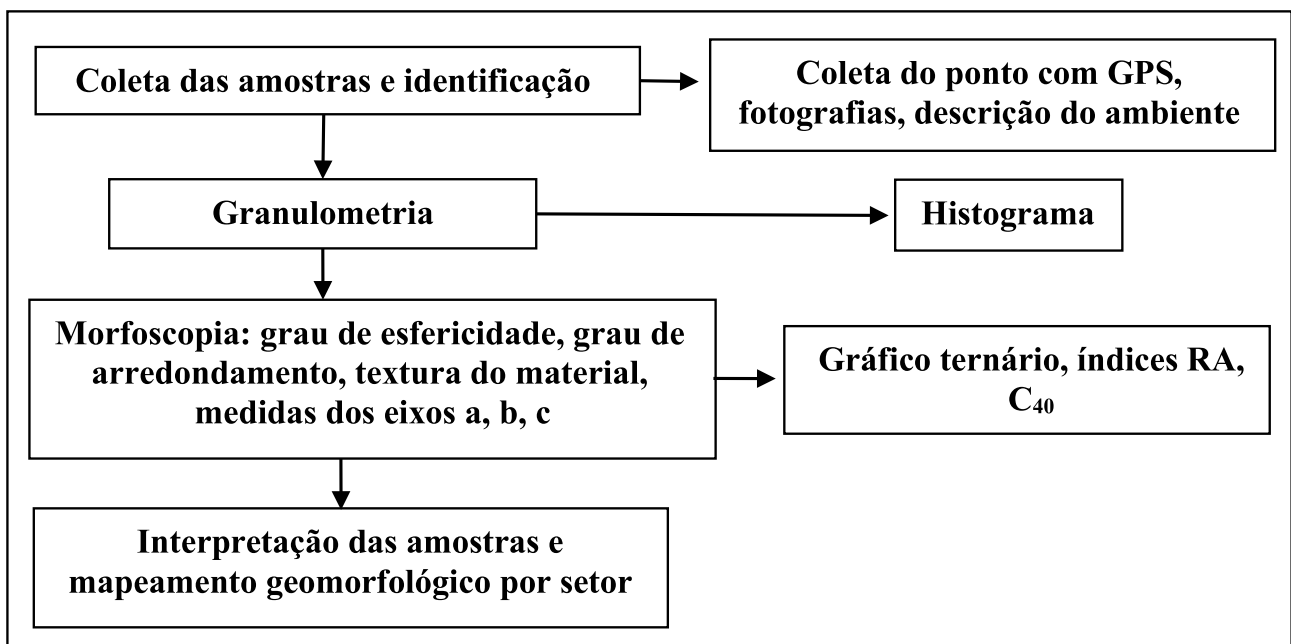 Coleta das amostras e identificação
Coleta do ponto com GPS,
fotografias, descrição do ambiente
Granulometria
Histograma
Morfoscopia: grau de esfericidade, grau de
arredondamento, textura do material,
medidas dos eixos a, b, c
Gráfico ternário, índices RA,
C₄₀
Interpretação das amostras e
mapeamento geomorfológico por setor